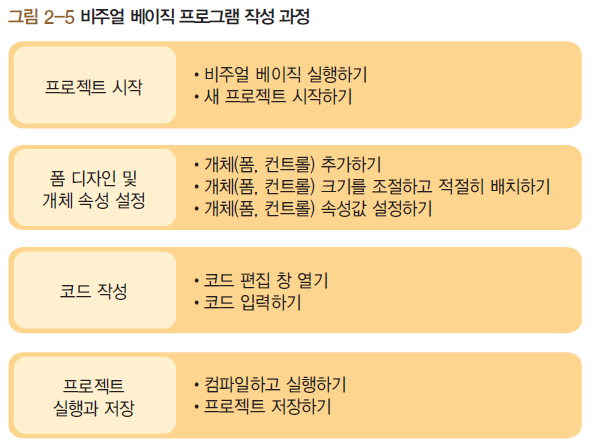 그림 2-5 비주얼 베이직 프로그램 작성 과정
프로젝트 시작
• 비주얼 베이직 실행하기
• 새 프로젝트 시작하기
폼 디자인 및
개체 속성 설정
• 개체(폼, 컨트롤) 추가하기
• 개체(폼, 컨트롤) 크기를 조절하고 적절히 배치하기
• 개체(폼, 컨트롤) 속성값 설정하기
코드 작성
• 코드 편집 창 열기
• 코드 입력하기
프로젝트
실행과 저장
• 컴파일하고 실행하기
• 프로젝트 저장하기